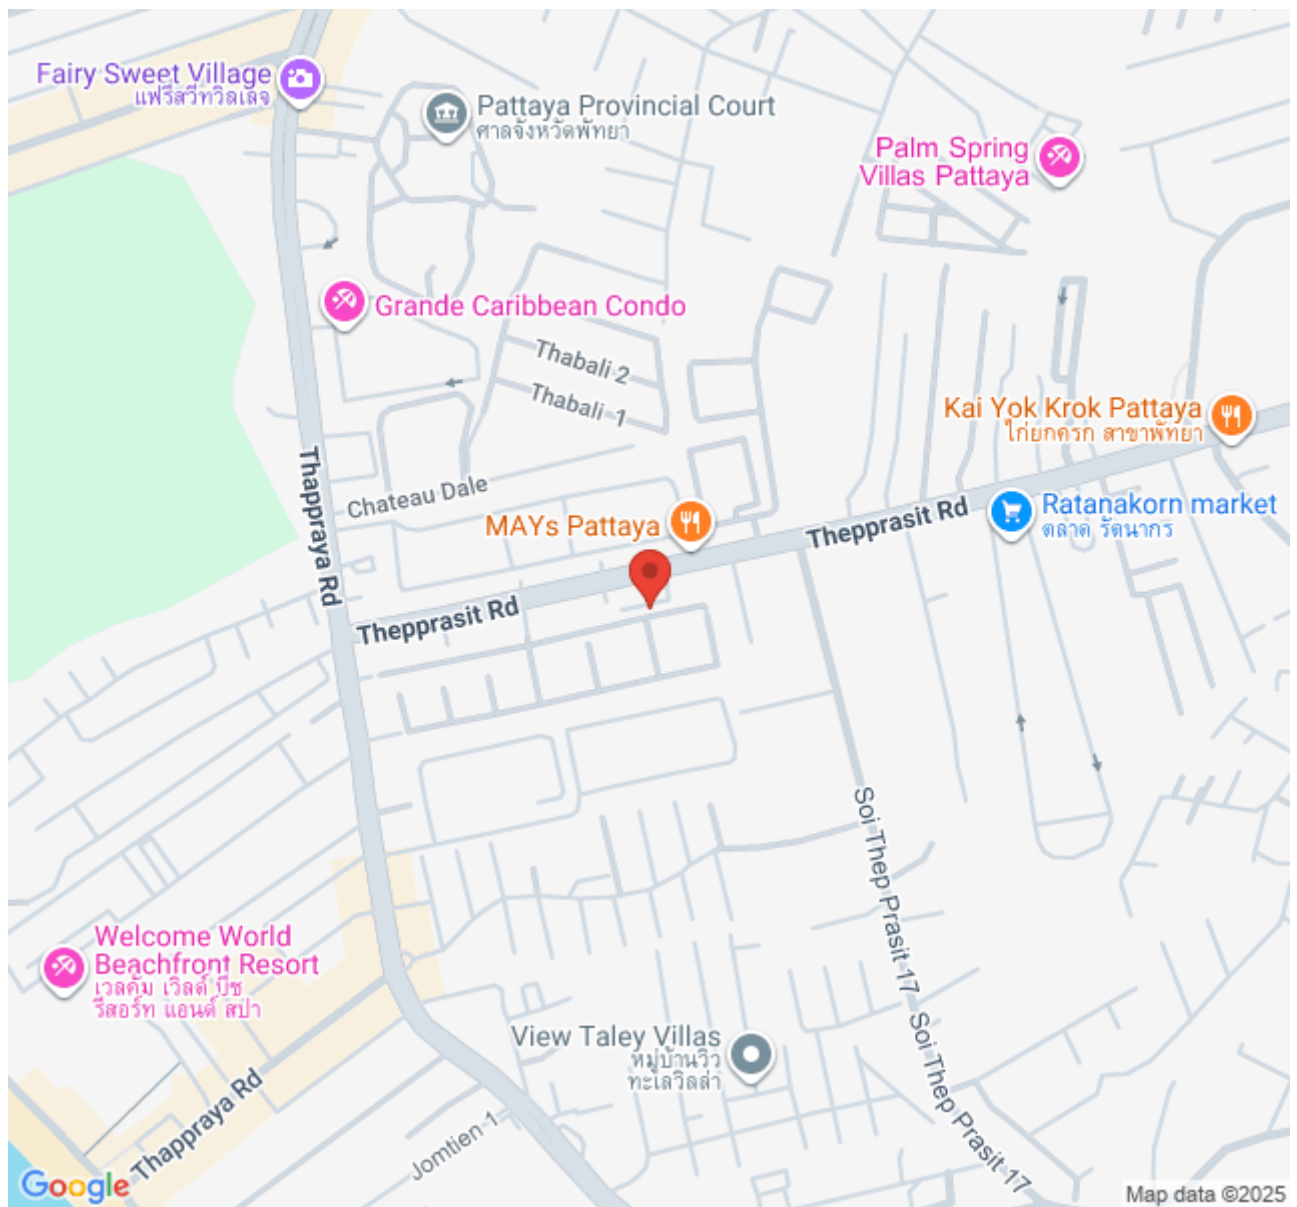 Fairy Sweet Village
แฟรี่สวีทวิลเลจ
Pattaya Provincial Court
ศาลจังหวัดพัทยา
Palm Spring
Villas Pattaya
Grande Caribbean Condo
Thabali 2
Thabali 1
Kai Yok Krok Pattaya
ไก่ยกครก สาขาพัทยา
Thappraya Rd
Chateau Dale
MAYs Pattaya
Thepprasit Rd
Ratanakorn market
ตลาด รัตนากร
Thepprasit Rd
Soi Thep Prasit 17
Welcome World
Beachfront Resort
เวลคัม เวิลด์ บีช
รีสอร์ท แอนด์ สปา
View Taley Villas
หมู่บ้านวิว
ทะเลวิลล่า
Soi Thep Prasit 17
Thappraya Rd
Jomtien 1
Google
Map data ©2025